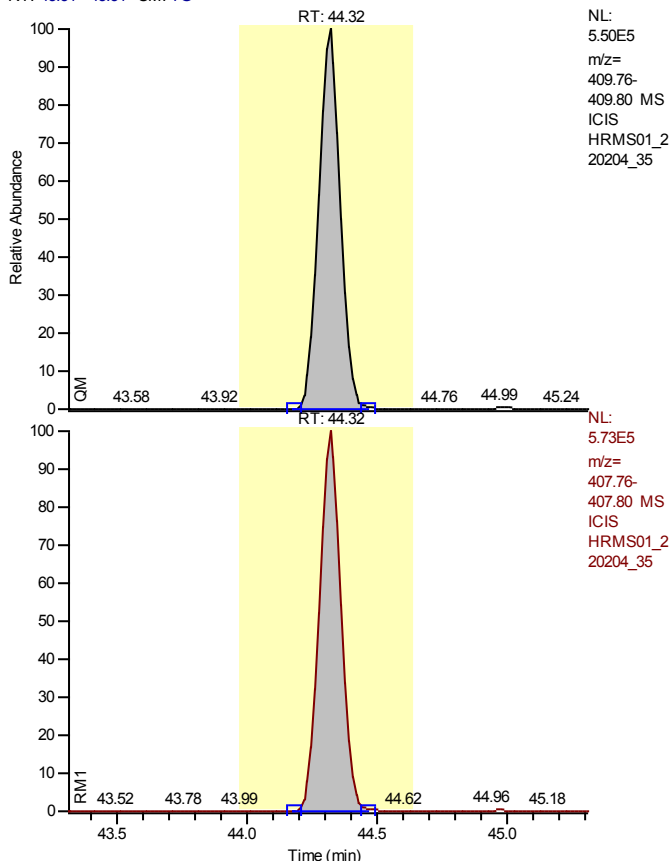 RT: 44.32
NL:
5.50E5
m/z=
409.76-
409.80 MS
ICIS
HRMS01_2
20204_35
100
90
80
70
60
50
40
30
20
10
0
Relative Abundance
QM
43.58 43.92 44.76 44.99 45.24
RT: 44.32
NL:
5.73E5
m/z=
407.76-
407.80 MS
ICIS
HRMS01_2
20204_35
100
90
80
70
60
50
40
30
20
10
0
RM1
43.52 43.78 43.99 44.62 44.96 45.18
43.5 44.0 44.5 45.0
Time (min)